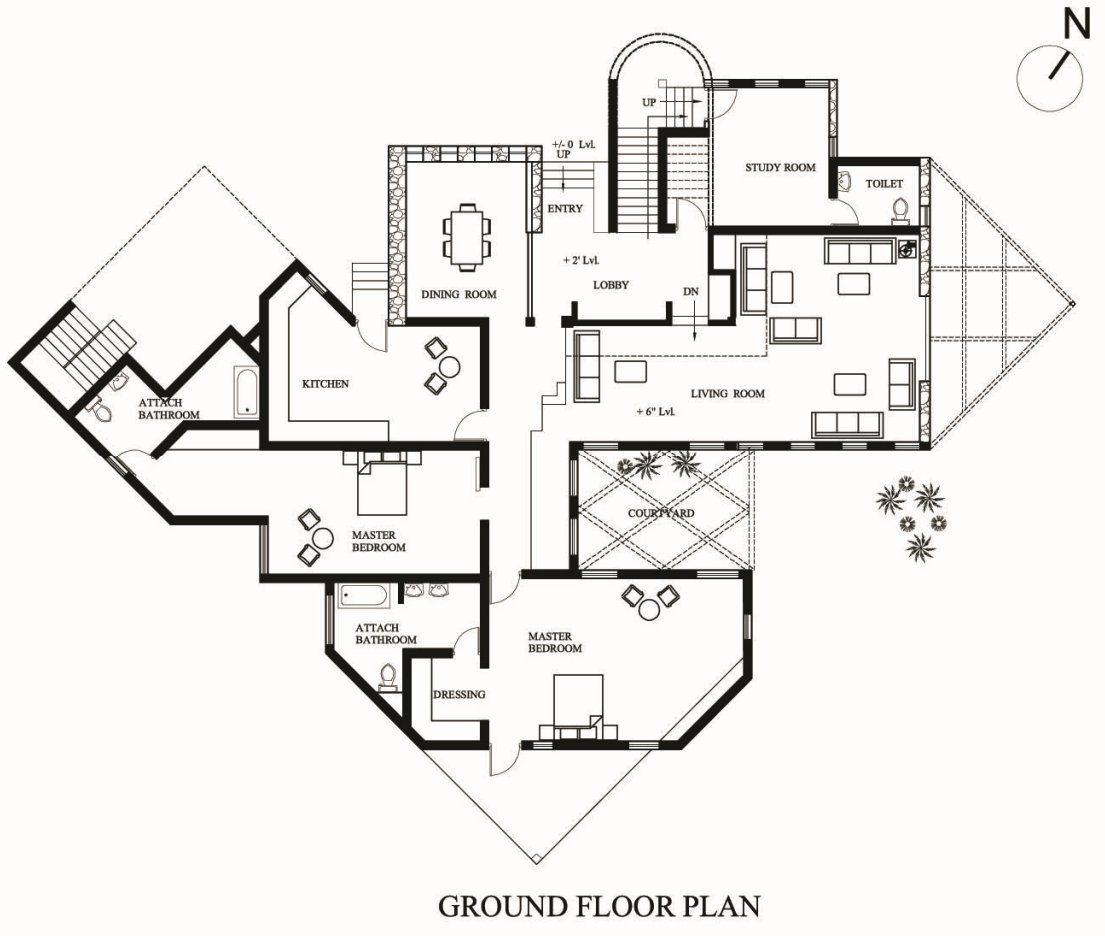 N
UP
+/- 0 Lvl.
UP
STUDY ROOM
TOILET
ENTRY
+ 2' Lvl.
LOBBY
DINING ROOM
DN
KITCHEN
LIVING ROOM
+ 6" Lvl.
ATTACH
BATHROOM
COURTYARD
MASTER
BEDROOM
ATTACH
BATHROOM
MASTER
BEDROOM
DRESSING
GROUND FLOOR PLAN